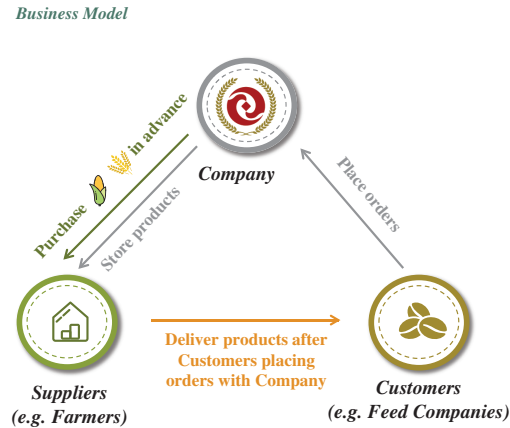 Business Model
Purchase in advance
Store products
Company
Place orders
Deliver products after
Customers placing
orders with Company
Suppliers
(e.g. Farmers)
Customers
(e.g. Feed Companies)